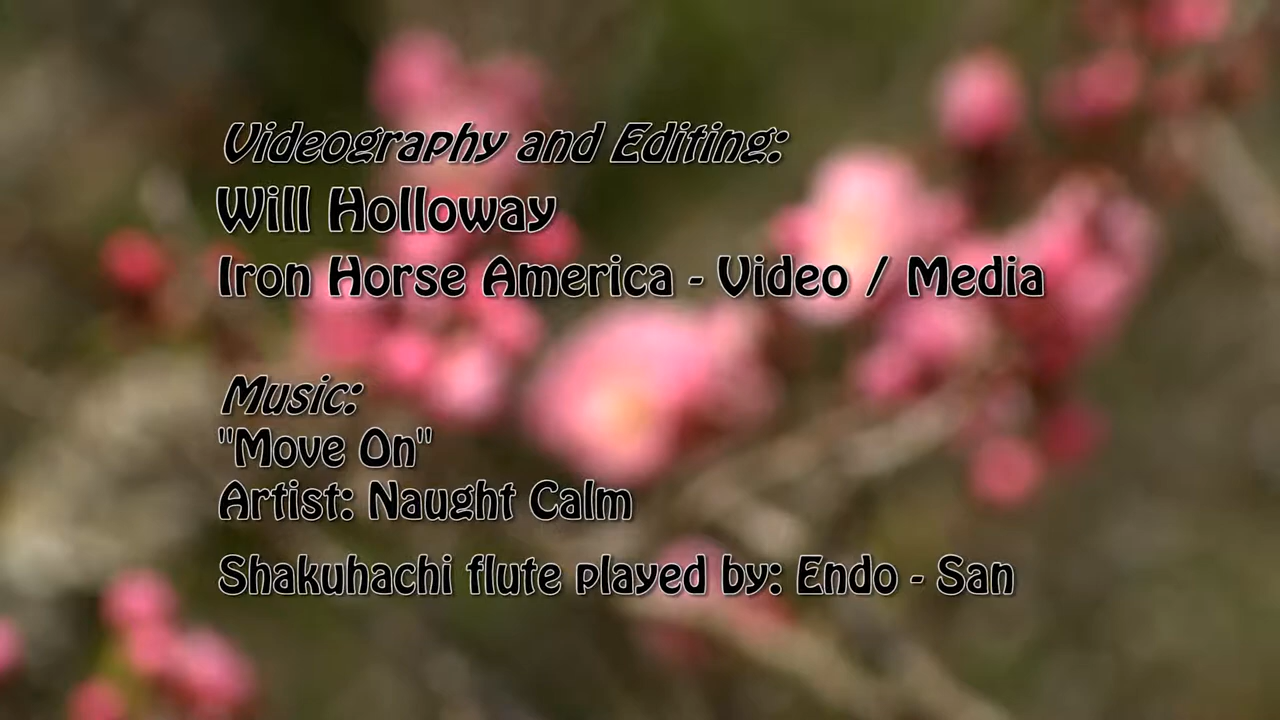 Videography and Editing:
Will Holloway
Iron Horse America - Video / Media
Music:
"Move On"
Artist: Naught Calm
Shakuhachi flute played by: Endo - San